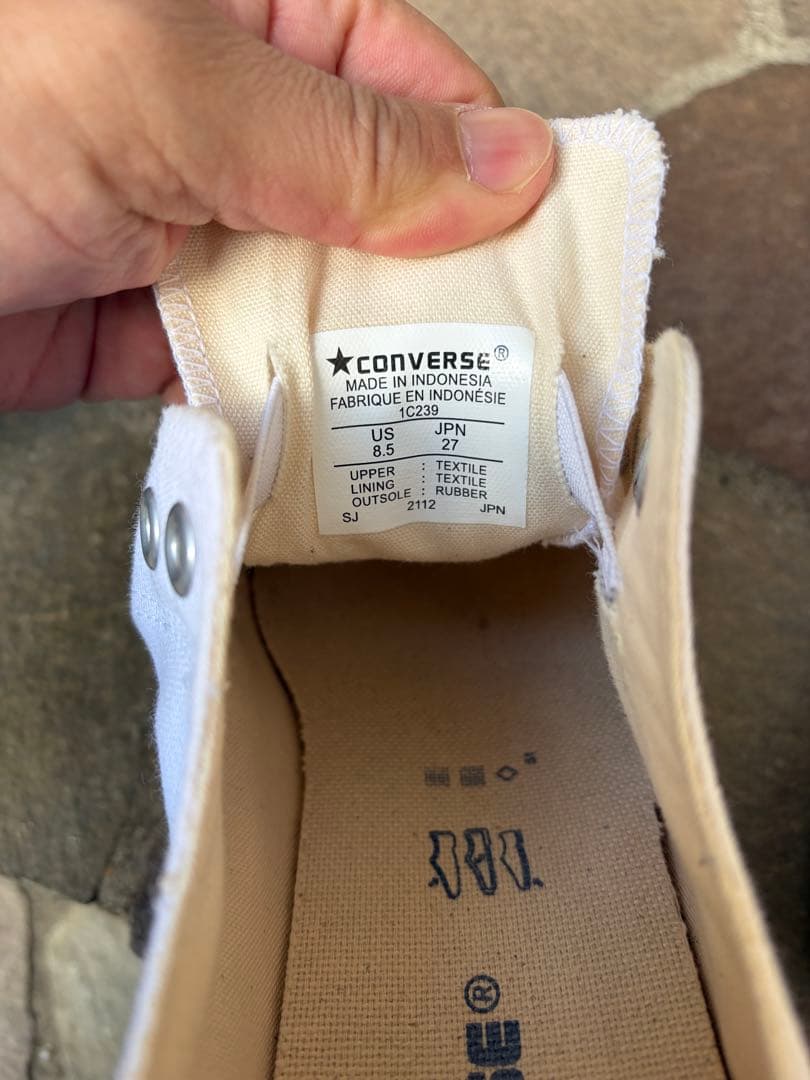 ★CONVERSE®
MADE IN INDONESIA
FABRIQUE EN INDONÉSIE
1C239
US JPN
8.5 27
UPPER : TEXTILE
LINING : TEXTILE
OUTSOLE : RUBBER
SJ 2112 JPN
SE®